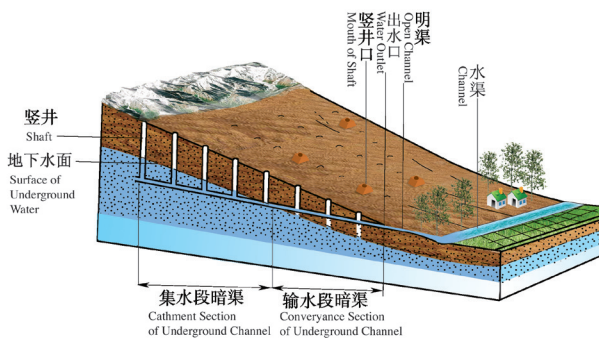 明渠
Open Channel
出水口
Water Outlet
竖井口
Mouth of Shaft
水渠
Channel
竖井
Shaft
地下水面
Surface of
Underground
Water
集水段暗渠
Cathment Section
of Underground Channel
输水段暗渠
Converyance Section
of Underground Channel